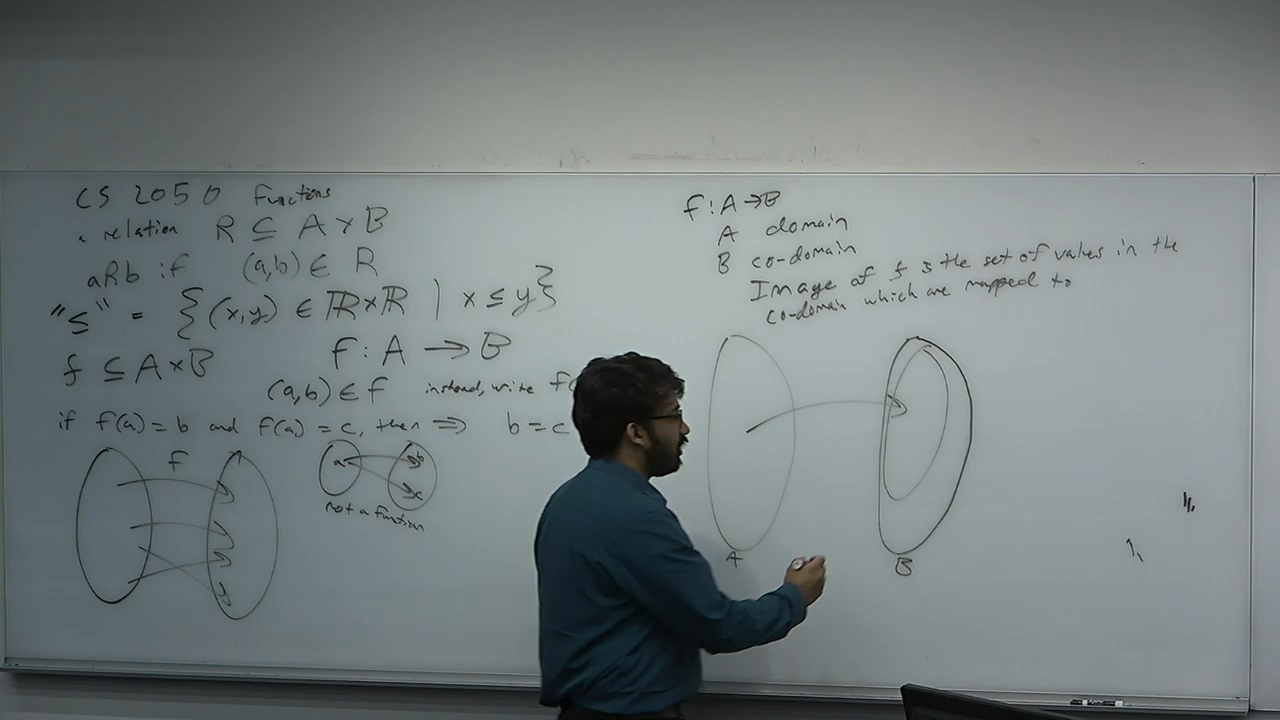 CS 2050 Functions
a relation R ⊆ A × B
aRb if (a,b) ∈ R
"≤" = {(x,y) ∈ ℝ×ℝ | x ≤ y}
f ⊆ A×B f : A → B
(a,b) ∈ f instead, write f(
if f(a)=b and f(a)=c, then ⇒ b=c
f
a b
c
not a function
f : A → B
A domain
B co-domain
Image of f is the set of values in the
co-domain which are mapped to
A B